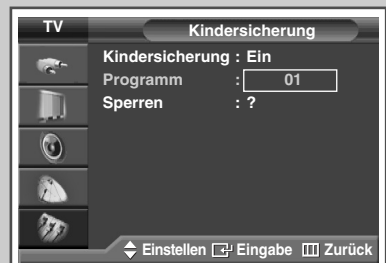 TV Kindersicherung
Kindersicherung : Ein
Programm : 01
Sperren : ?
Einstellen Eingabe Zurück